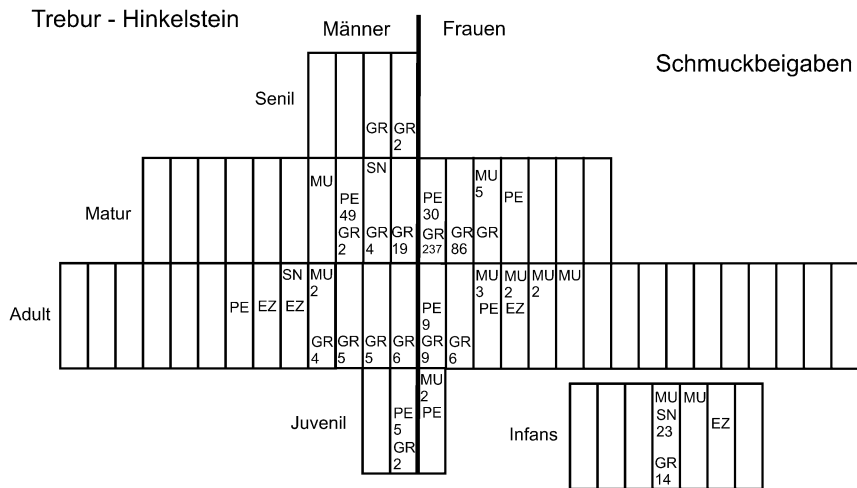 Trebur - Hinkelstein
Männer
Frauen
Schmuckbeigaben
Senil
GR GR
2
Matur
MU SN MU
5
PE PE PE
49 30
GR GR GR GR GR GR
2 4 19 237 86
Adult
SN MU MU MU MU MU
2 3 2 2
PE EZ EZ PE PE EZ
9
GR GR GR GR GR GR
4 5 5 6 9 6
Juvenil
MU
2
PE PE
5
GR
2
Infans
MU MU
SN EZ
23
GR
14